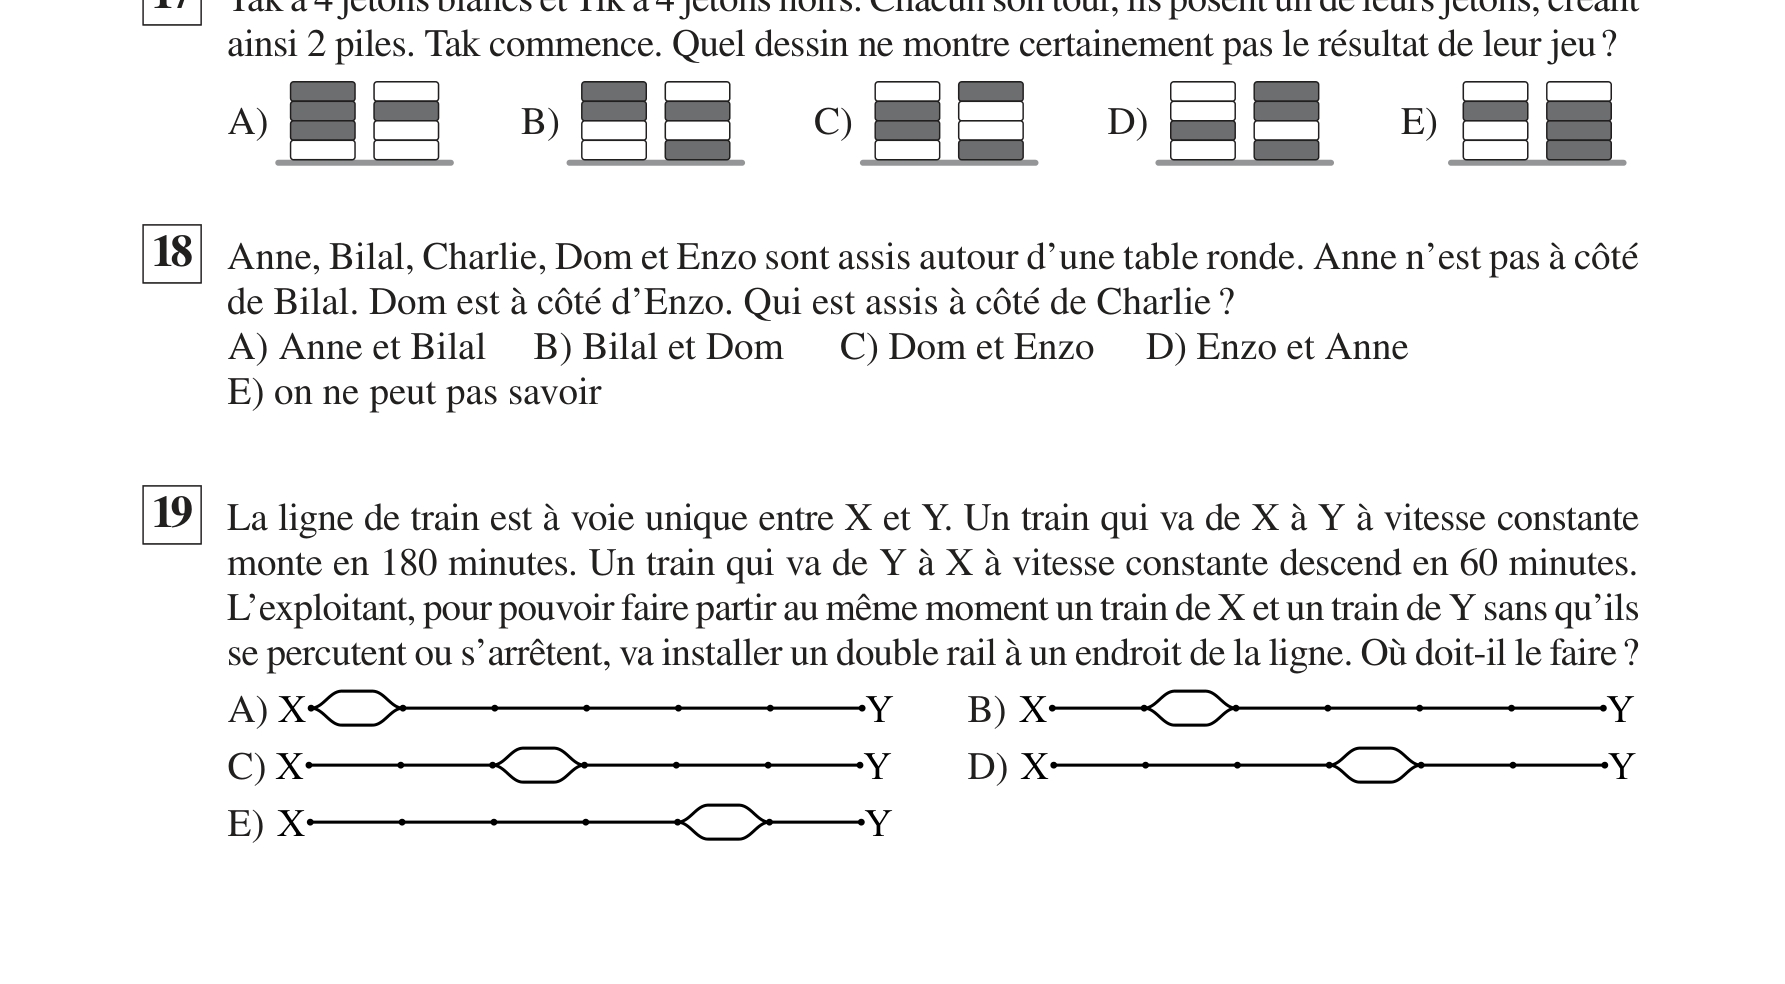 17 Tak a 4 jetons blancs et Tik a 4 jetons noirs. Chacun son tour, ils posent un de leurs jetons, créant
ainsi 2 piles. Tak commence. Quel dessin ne montre certainement pas le résultat de leur jeu ?
A) B) C) D) E)
18 Anne, Bilal, Charlie, Dom et Enzo sont assis autour d’une table ronde. Anne n’est pas à côté
de Bilal. Dom est à côté d’Enzo. Qui est assis à côté de Charlie ?
A) Anne et Bilal B) Bilal et Dom C) Dom et Enzo D) Enzo et Anne
E) on ne peut pas savoir
19 La ligne de train est à voie unique entre X et Y. Un train qui va de X à Y à vitesse constante
monte en 180 minutes. Un train qui va de Y à X à vitesse constante descend en 60 minutes.
L’exploitant, pour pouvoir faire partir au même moment un train de X et un train de Y sans qu’ils
se percutent ou s’arrêtent, va installer un double rail à un endroit de la ligne. Où doit-il le faire ?
A) X Y B) X Y
C) X Y D) X Y
E) X Y